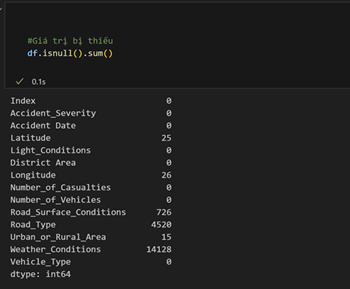 #Giá trị bị thiếu
df.isnull().sum()
✓ 0.1s
Index 0
Accident_Severity 0
Accident Date 0
Latitude 25
Light_Conditions 0
District Area 0
Longitude 26
Number_of_Casualties 0
Number_of_Vehicles 0
Road_Surface_Conditions 726
Road_Type 4520
Urban_or_Rural_Area 15
Weather_Conditions 14128
Vehicle_Type 0
dtype: int64